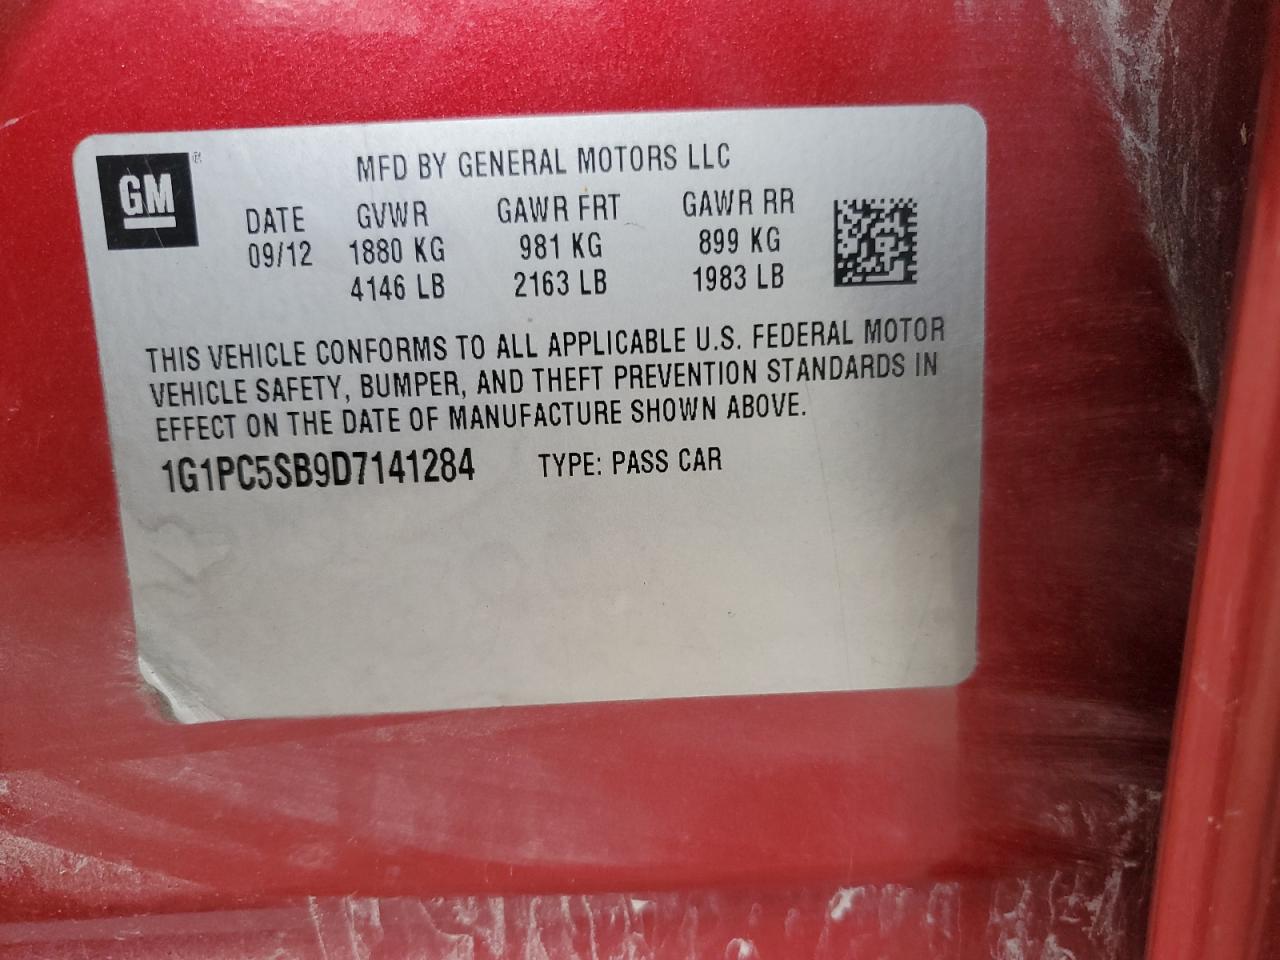 GM ®
MFD BY GENERAL MOTORS LLC
DATE GVWR GAWR FRT GAWR RR
09/12 1880 KG 981 KG 899 KG
4146 LB 2163 LB 1983 LB
THIS VEHICLE CONFORMS TO ALL APPLICABLE U.S. FEDERAL MOTOR
VEHICLE SAFETY, BUMPER, AND THEFT PREVENTION STANDARDS IN
EFFECT ON THE DATE OF MANUFACTURE SHOWN ABOVE.
1G1PC5SB9D7141284 TYPE: PASS CAR